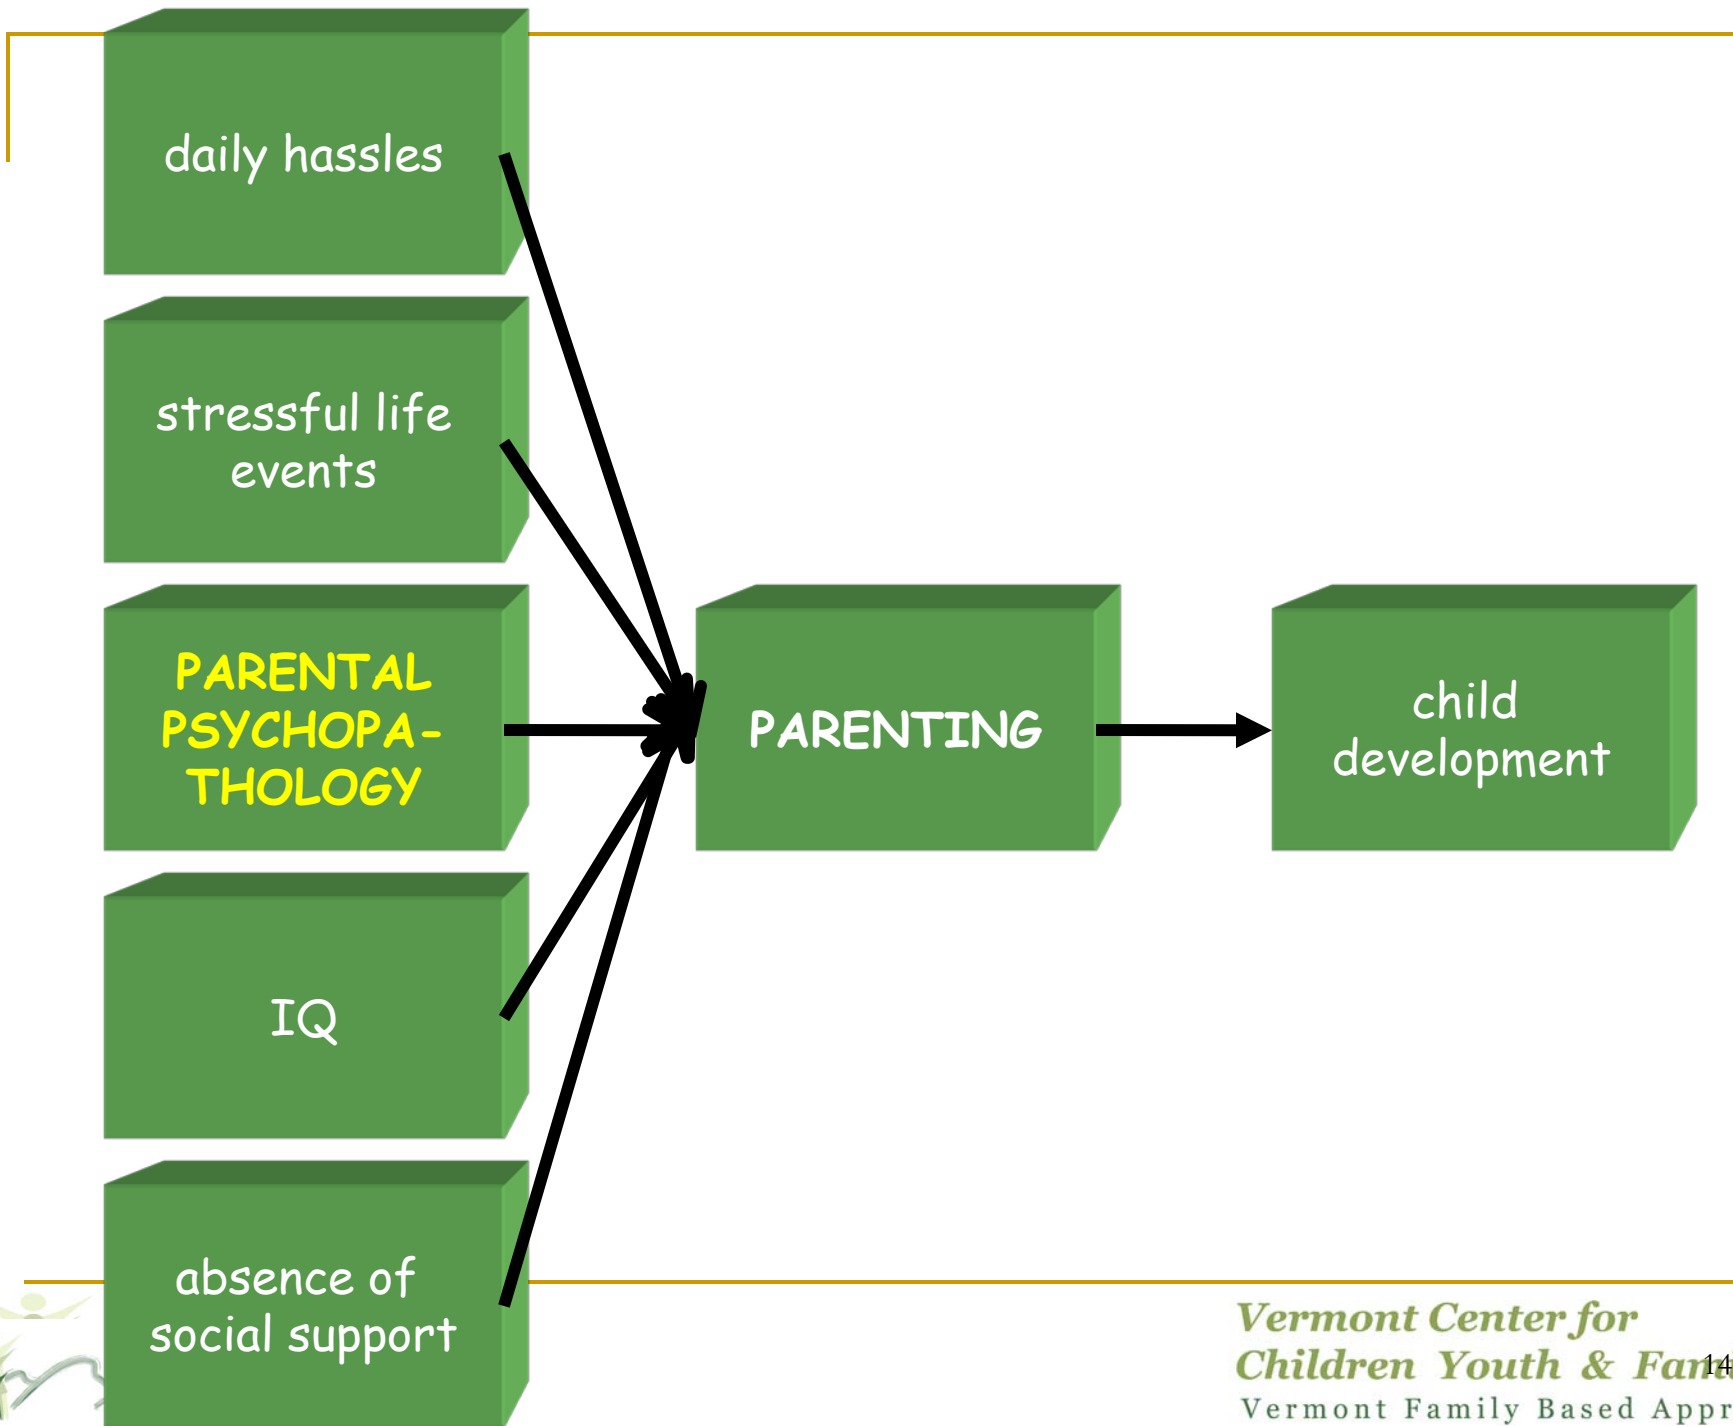 daily hassles
stressful life
events
PARENTAL
PSYCHOPA-
THOLOGY
IQ
absence of
social support
PARENTING
child
development
Vermont Center for
Children Youth &
14
Vermont Family Based